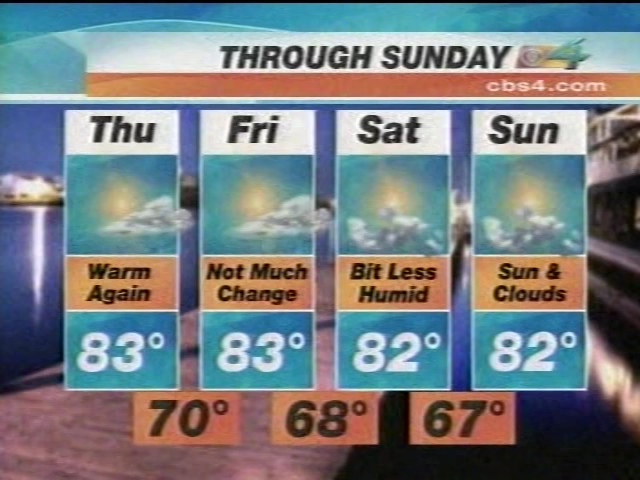 THROUGH SUNDAY 4
cbs4.com
Thu Fri Sat Sun
Warm Again
Not Much Change
Bit Less Humid
Sun & Clouds
83° 83° 82° 82°
70° 68° 67°